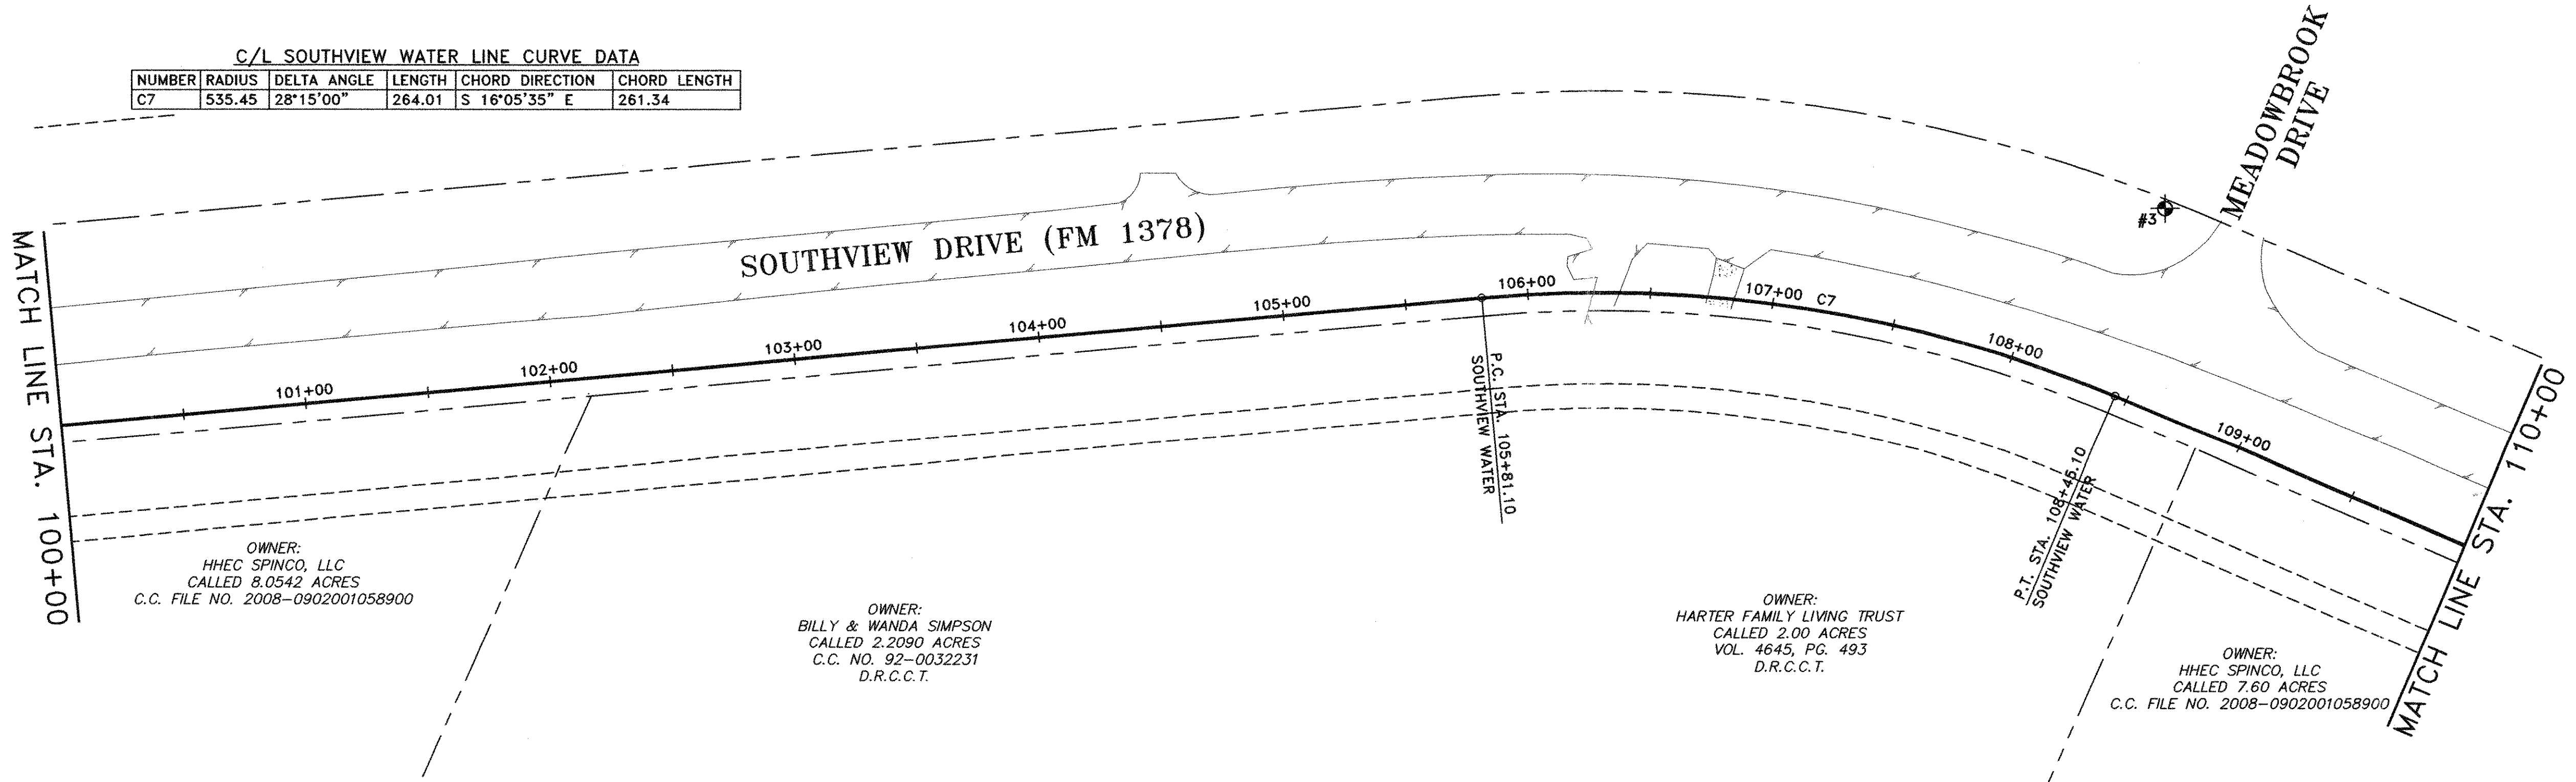 C/L SOUTHVIEW WATER LINE CURVE DATA
NUMBER RADIUS DELTA ANGLE LENGTH CHORD DIRECTION CHORD LENGTH
C7 535.45 28°15'00" 264.01 S 16°05'35" E 261.34
MEADOWBROOK
DRIVE
#3
SOUTHVIEW DRIVE (FM 1378)
MATCH LINE STA. 100+00
101+00
102+00
103+00
104+00
105+00
106+00
107+00
C7
108+00
109+00
P.C. STA. 105+81.10
SOUTHVIEW WATER
P.T. STA. 108+45.10
SOUTHVIEW WATER
MATCH LINE STA. 110+00
OWNER:
HHEC SPINCO, LLC
CALLED 8.0542 ACRES
C.C. FILE NO. 2008-0902001058900
OWNER:
BILLY & WANDA SIMPSON
CALLED 2.2090 ACRES
C.C. NO. 92-0032231
D.R.C.C.T.
OWNER:
HARTER FAMILY LIVING TRUST
CALLED 2.00 ACRES
VOL. 4645, PG. 493
D.R.C.C.T.
OWNER:
HHEC SPINCO, LLC
CALLED 7.60 ACRES
C.C. FILE NO. 2008-0902001058900